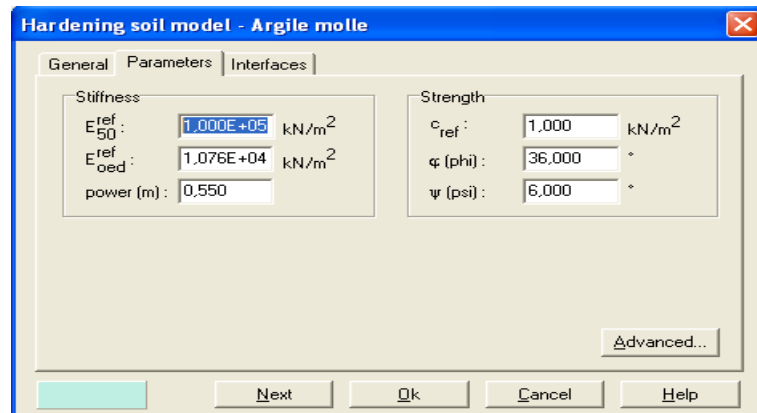 Hardening soil model - Argile molle
General Parameters Interfaces
Stiffness
E50ref : 1,000E+05 kN/m2
Eoedref : 1,076E+04 kN/m2
power (m) : 0,550
Strength
cref : 1,000 kN/m2
φ (phi) : 36,000 °
ψ (psi) : 6,000 °
Advanced...
Next Ok Cancel Help